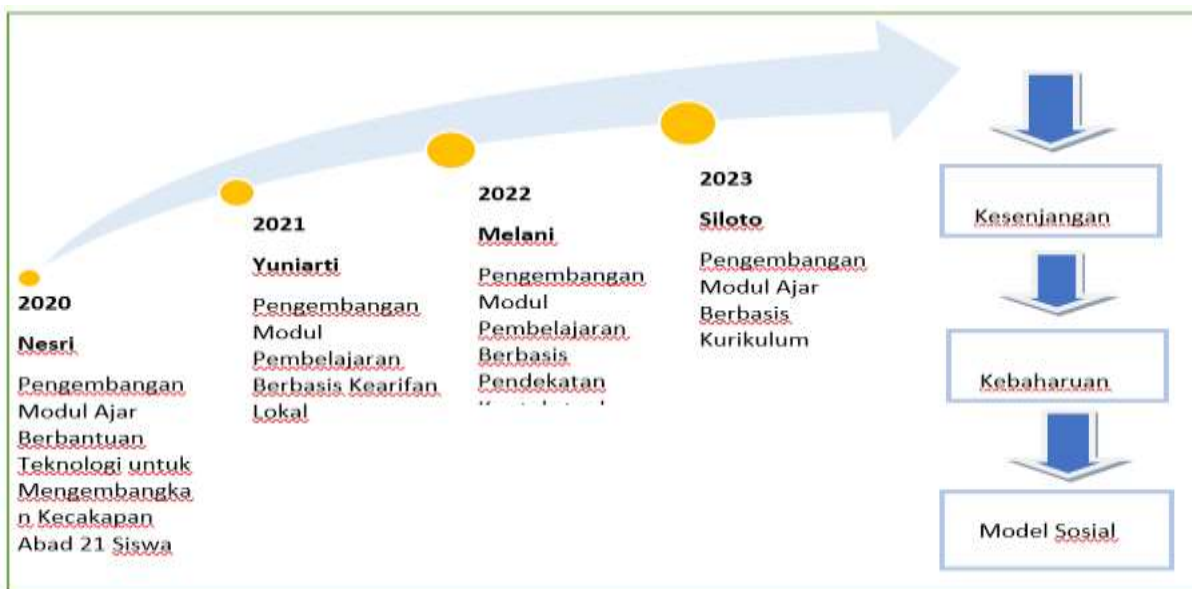 2020
Nesri
Pengembangan
Modul Ajar
Berbantuan
Teknologi untuk
Mengembangka
n Kecakapan
Abad 21 Siswa
2021
Yuniarti
Pengembangan
Modul
Pembelajaran
Berbasis Kearifan
Lokal
2022
Melani
Pengembangan
Modul
Pembelajaran
Berbasis
Pendekatan
2023
Siloto
Pengembangan
Modul Ajar
Berbasis
Kurikulum
Kesenjangan
Kebaharuan
Model Sosial